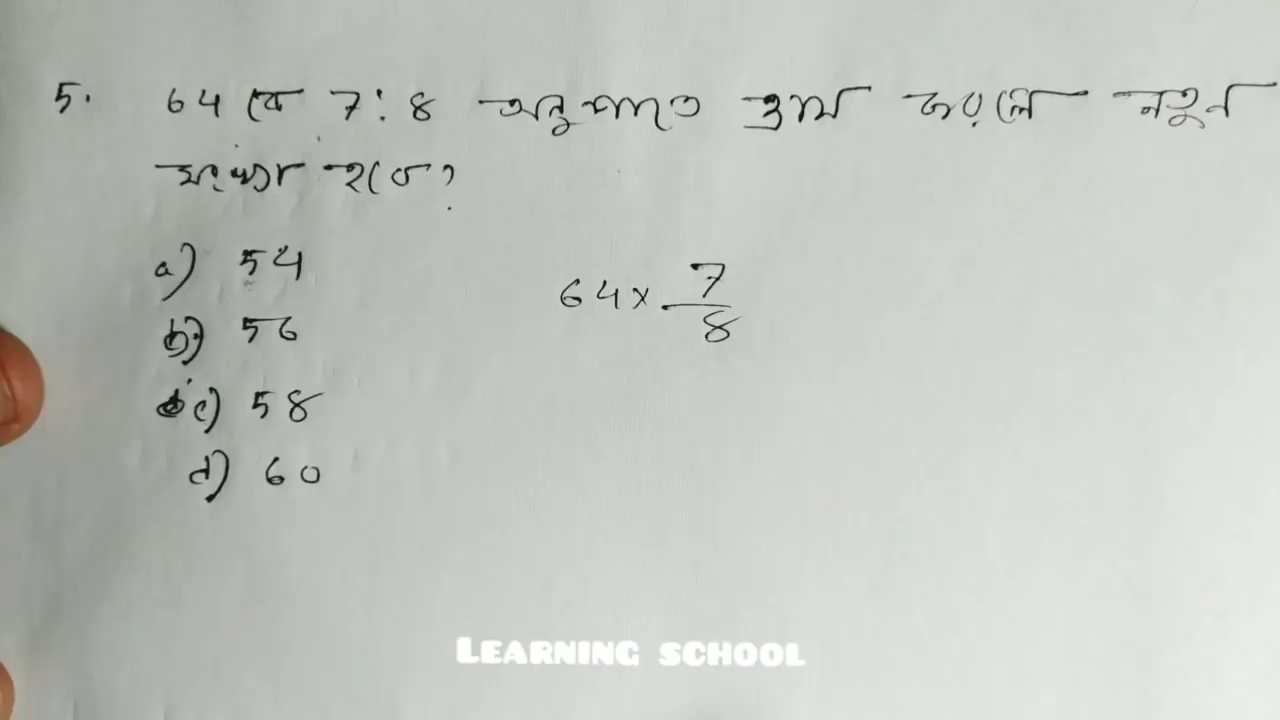 5. 64 কে 7:8 অনুপাতে হ্রাস করলে নতুন
সংখ্যা হবে?
a) 54
b) 56
c) 58
d) 60
64 × 7/8
LEARNING SCHOOL